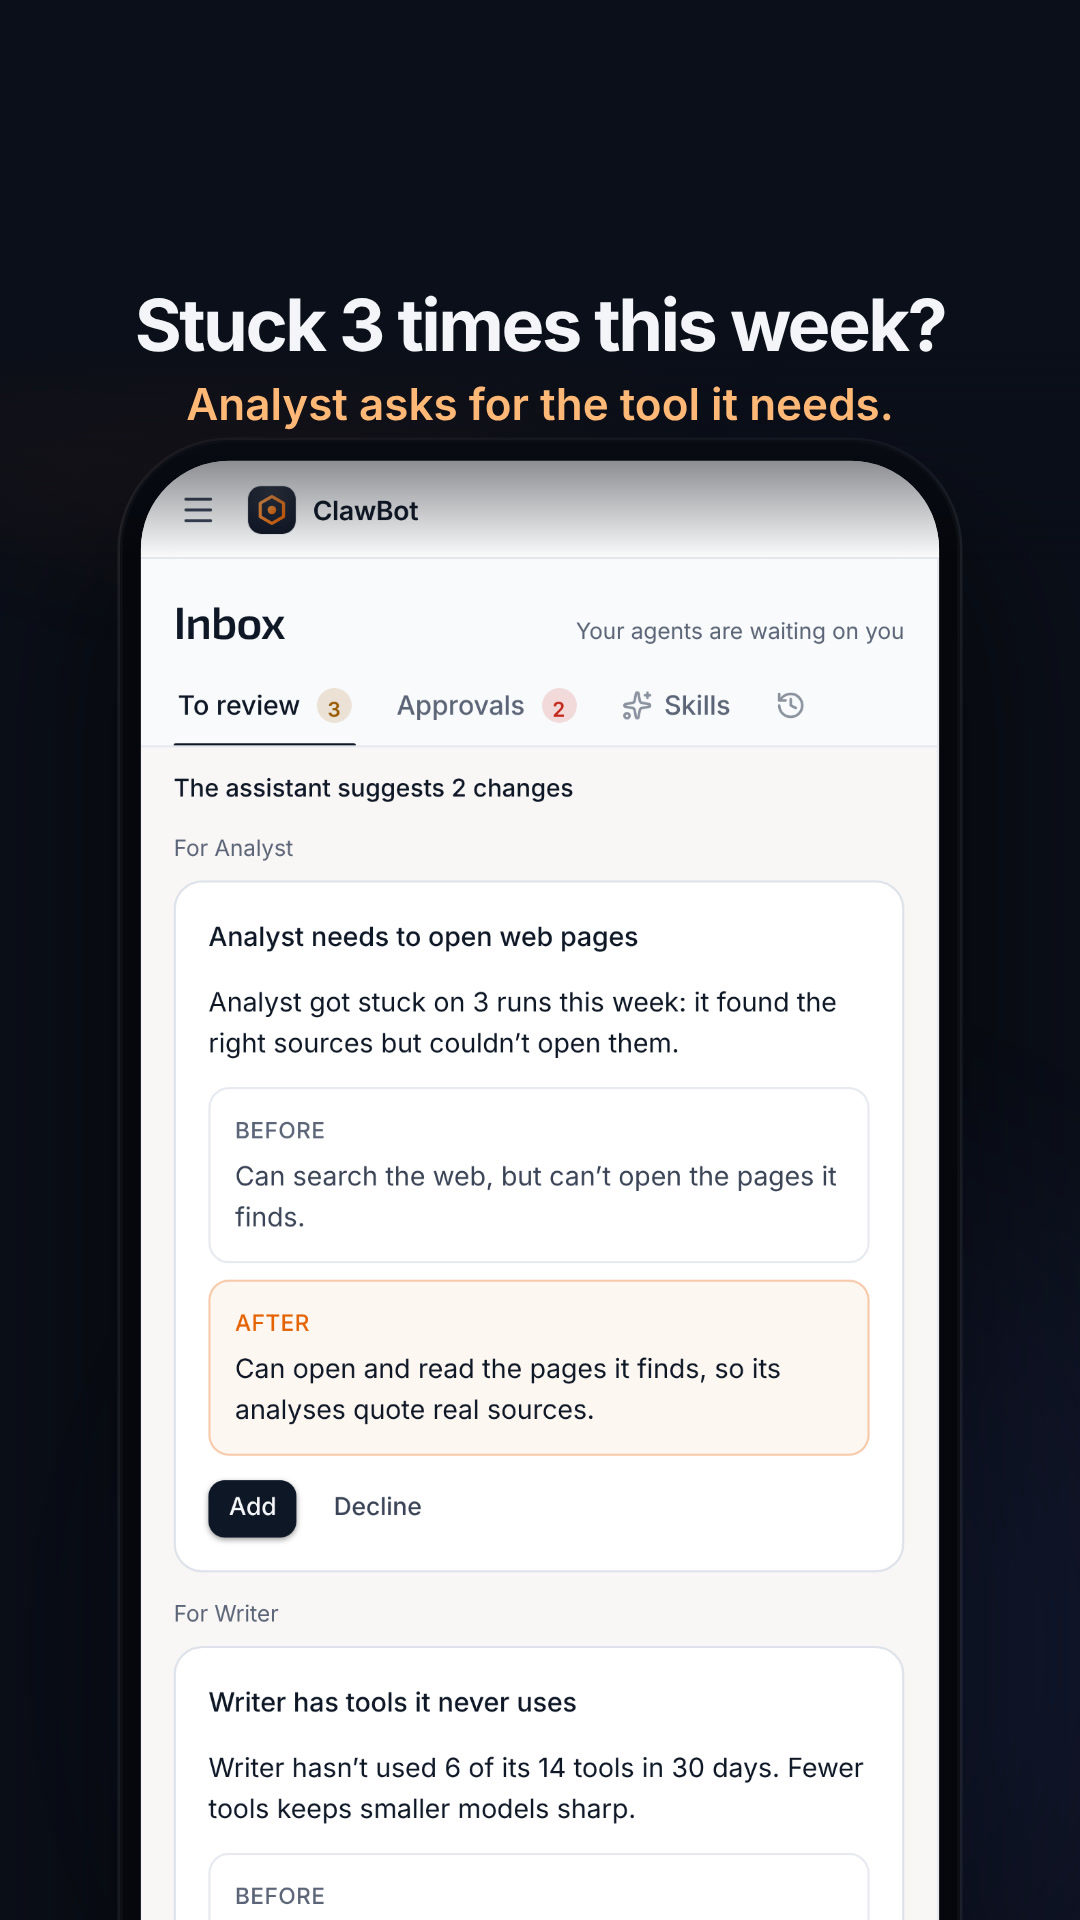 Stuck 3 times this week?
Analyst asks for the tool it needs.
ClawBot
Inbox
Your agents are waiting on you
To review 3 Approvals 2 Skills
The assistant suggests 2 changes
For Analyst
Analyst needs to open web pages
Analyst got stuck on 3 runs this week: it found the
right sources but couldn’t open them.
BEFORE
Can search the web, but can’t open the pages it
finds.
AFTER
Can open and read the pages it finds, so its
analyses quote real sources.
Add Decline
For Writer
Writer has tools it never uses
Writer hasn’t used 6 of its 14 tools in 30 days. Fewer
tools keeps smaller models sharp.
BEFORE